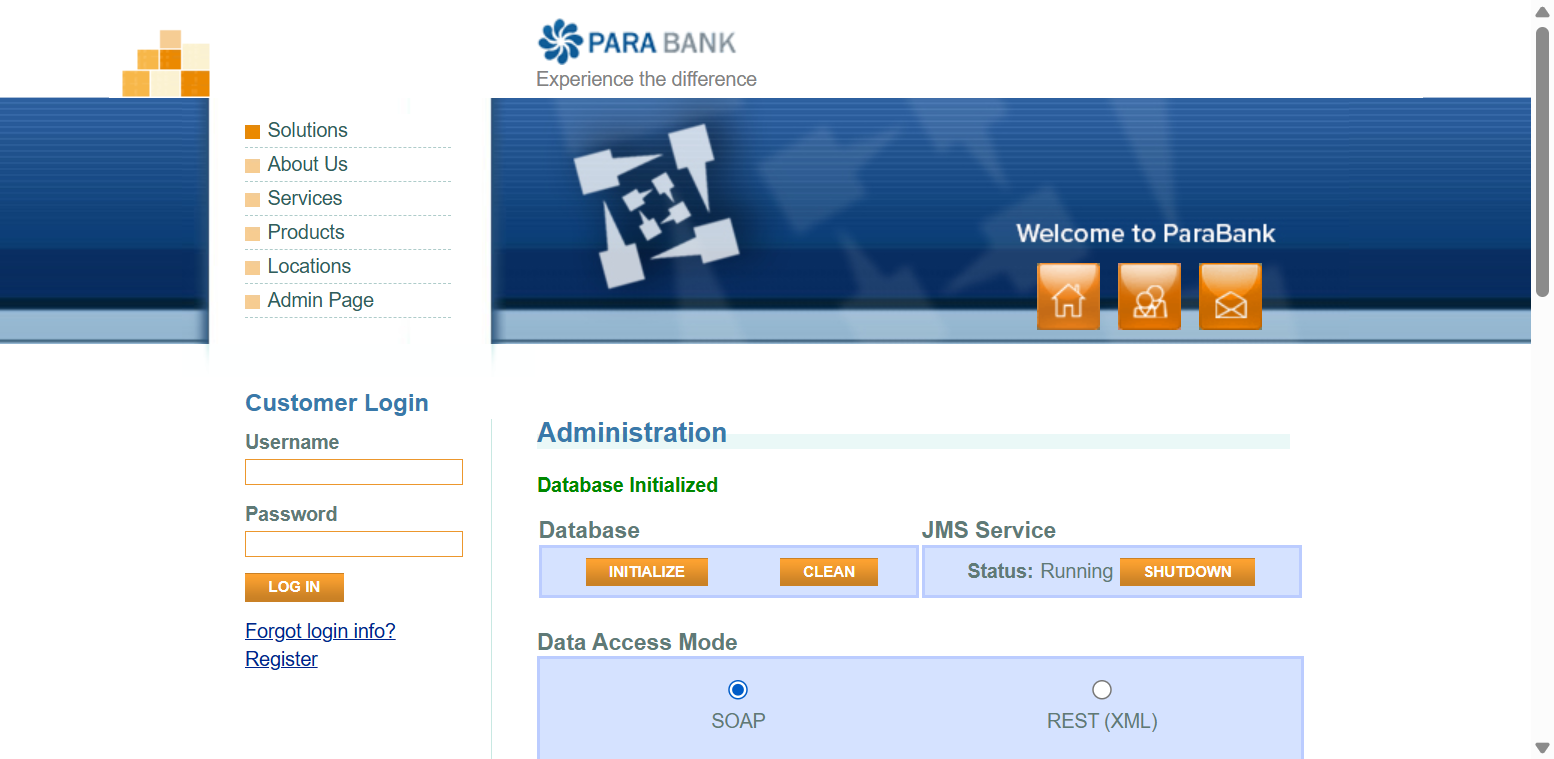 PARA BANK
Experience the difference
Solutions
About Us
Services
Products
Locations
Admin Page
Welcome to ParaBank
Customer Login
Username
Password
LOG IN
Forgot login info?
Register
Administration
Database Initialized
Database
INITIALIZE CLEAN
JMS Service
Status: Running SHUTDOWN
Data Access Mode
SOAP REST (XML)